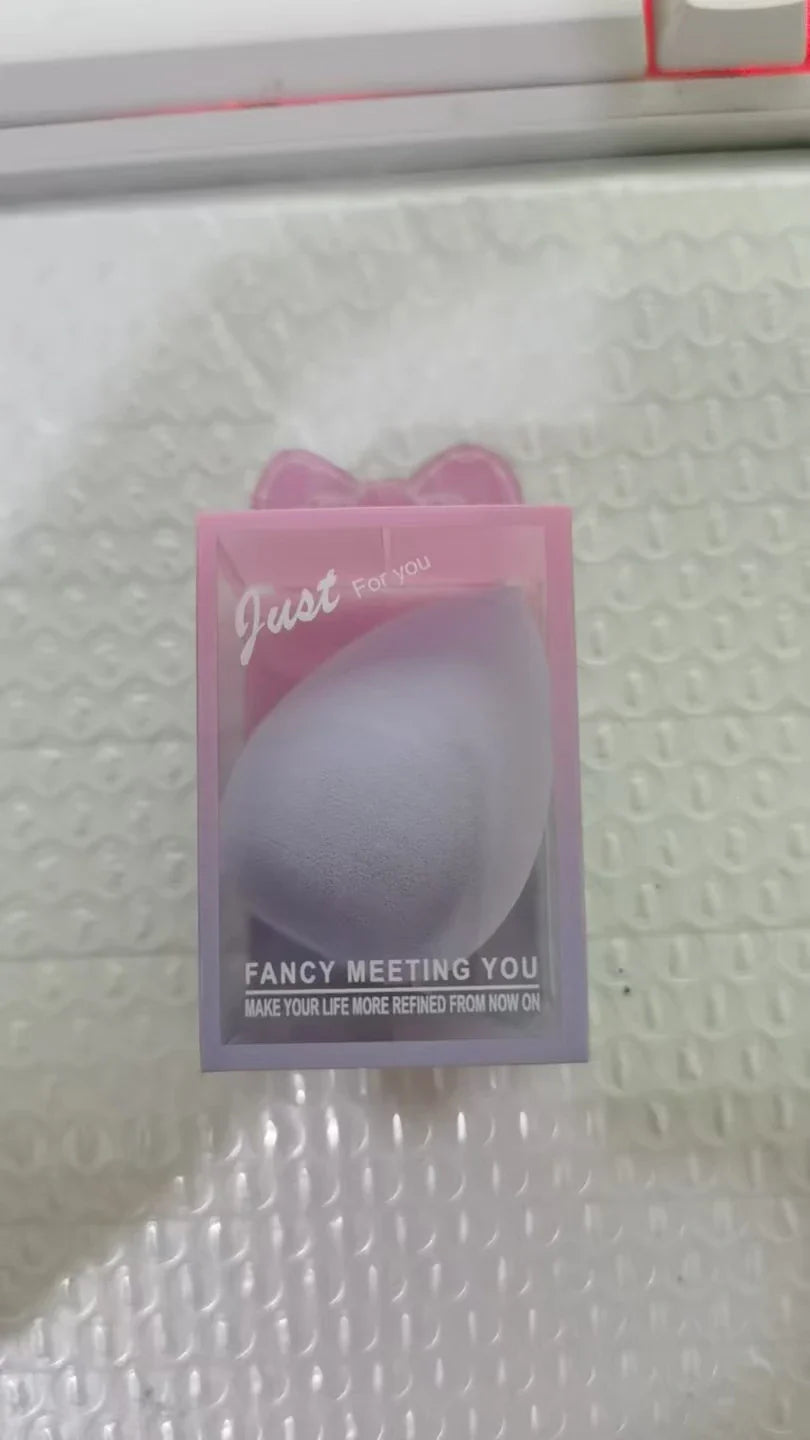 Just For you
FANCY MEETING YOU
MAKE YOUR LIFE MORE REFINED FROM NOW ON